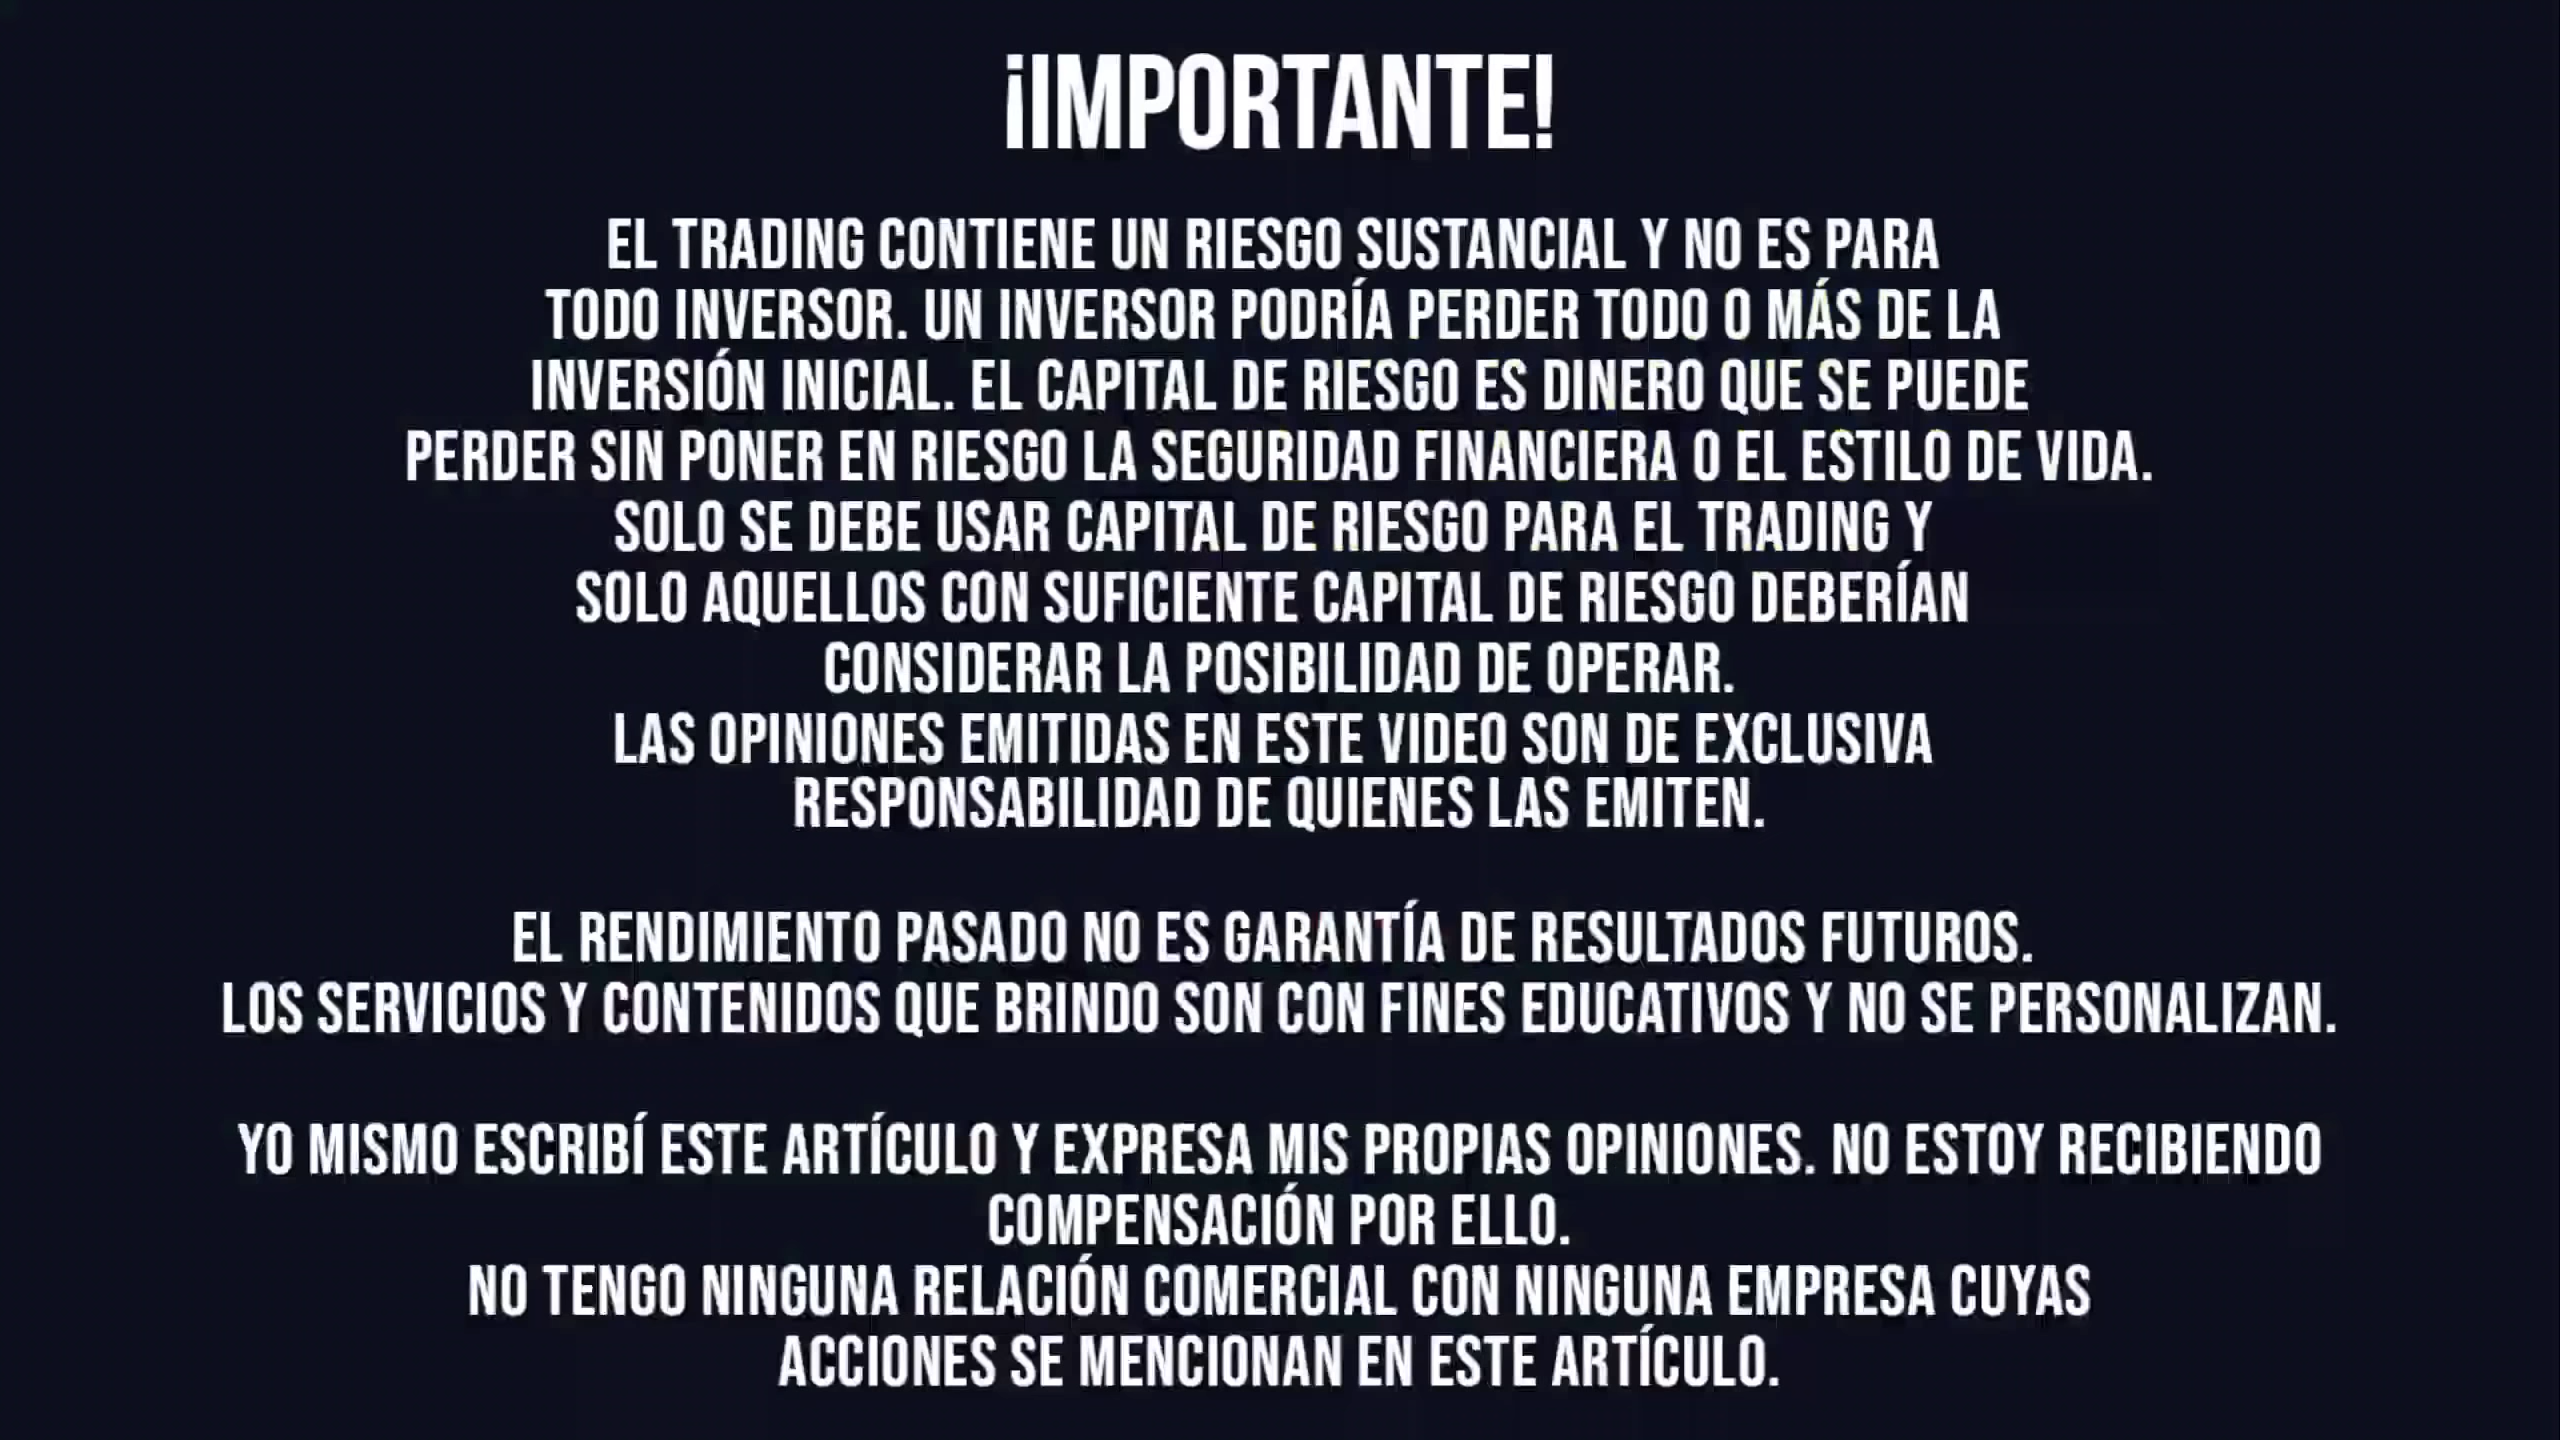 ¡IMPORTANTE!
EL TRADING CONTIENE UN RIESGO SUSTANCIAL Y NO ES PARA
TODO INVERSOR. UN INVERSOR PODRÍA PERDER TODO O MÁS DE LA
INVERSIÓN INICIAL. EL CAPITAL DE RIESGO ES DINERO QUE SE PUEDE
PERDER SIN PONER EN RIESGO LA SEGURIDAD FINANCIERA O EL ESTILO DE VIDA.
SOLO SE DEBE USAR CAPITAL DE RIESGO PARA EL TRADING Y
SOLO AQUELLOS CON SUFICIENTE CAPITAL DE RIESGO DEBERÍAN
CONSIDERAR LA POSIBILIDAD DE OPERAR.
LAS OPINIONES EMITIDAS EN ESTE VIDEO SON DE EXCLUSIVA
RESPONSABILIDAD DE QUIENES LAS EMITEN.
EL RENDIMIENTO PASADO NO ES GARANTÍA DE RESULTADOS FUTUROS.
LOS SERVICIOS Y CONTENIDOS QUE BRINDO SON CON FINES EDUCATIVOS Y NO SE PERSONALIZAN.
YO MISMO ESCRIBÍ ESTE ARTÍCULO Y EXPRESA MIS PROPIAS OPINIONES. NO ESTOY RECIBIENDO
COMPENSACIÓN POR ELLO.
NO TENGO NINGUNA RELACIÓN COMERCIAL CON NINGUNA EMPRESA CUYAS
ACCIONES SE MENCIONAN EN ESTE ARTÍCULO.